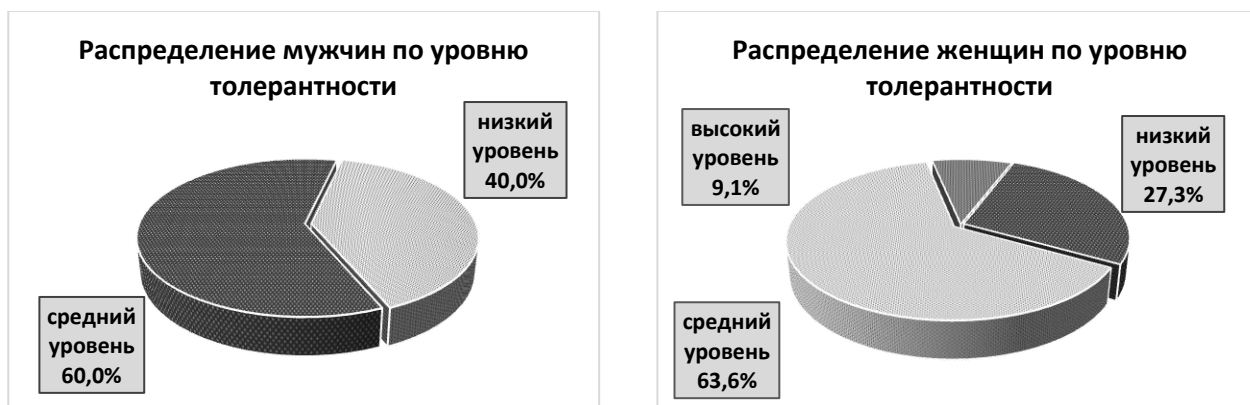 Распределение мужчин по уровню
толерантности
низкий
уровень
40,0%
средний
уровень
60,0%
Распределение женщин по уровню
толерантности
высокий
уровень
9,1%
низкий
уровень
27,3%
средний
уровень
63,6%